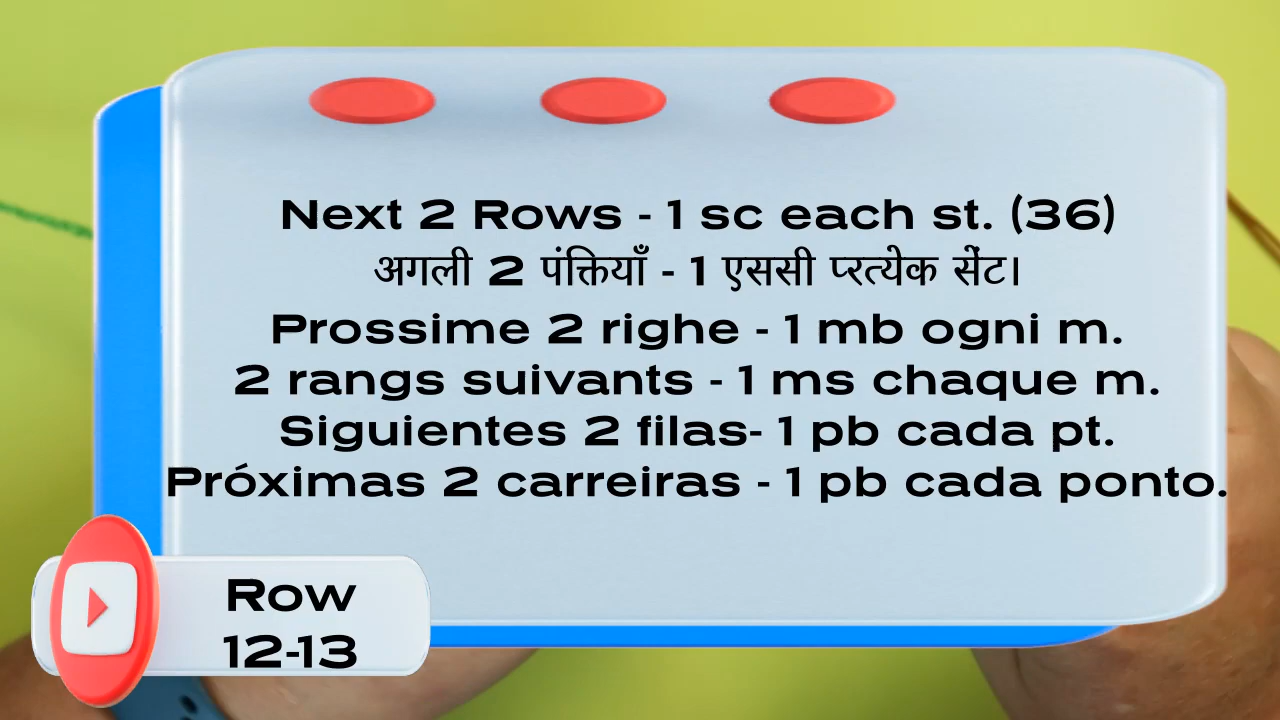 Next 2 Rows - 1 sc each st. (36)
अगली 2 पंक्तियाँ - 1 एससी प्रत्येक सेंट।
Prossime 2 righe - 1 mb ogni m.
2 rangs suivants - 1 ms chaque m.
Siguientes 2 filas- 1 pb cada pt.
Próximas 2 carreiras - 1 pb cada ponto.
Row
12-13